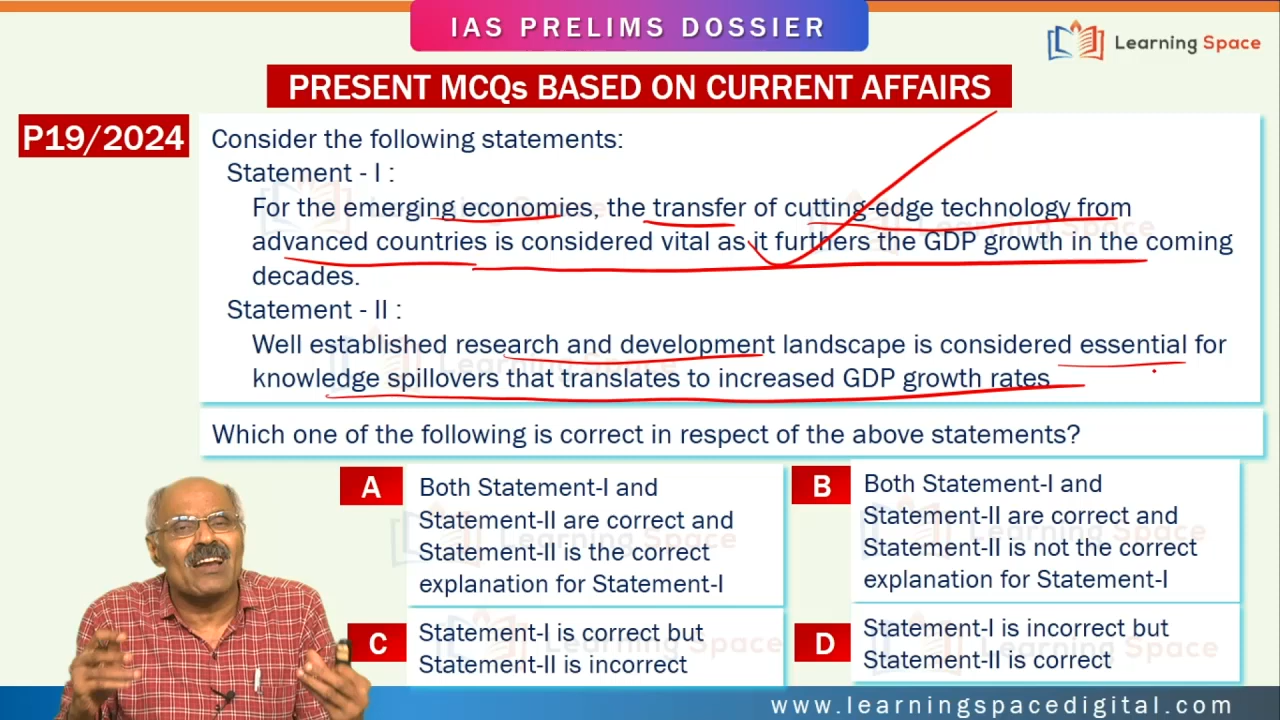 IAS PRELIMS DOSSIER
Learning Space
PRESENT MCQs BASED ON CURRENT AFFAIRS
P19/2024
Consider the following statements:
Statement - I :
For the emerging economies, the transfer of cutting-edge technology from
advanced countries is considered vital as it furthers the GDP growth in the coming
decades.
Statement - II :
Well established research and development landscape is considered essential for
knowledge spillovers that translates to increased GDP growth rates
Which one of the following is correct in respect of the above statements?
A
Both Statement-I and
Statement-II are correct and
Statement-II is the correct
explanation for Statement-I
B
Both Statement-I and
Statement-II are correct and
Statement-II is not the correct
explanation for Statement-I
C
Statement-I is correct but
Statement-II is incorrect
D
Statement-I is incorrect but
Statement-II is correct
www.learningspacedigital.com